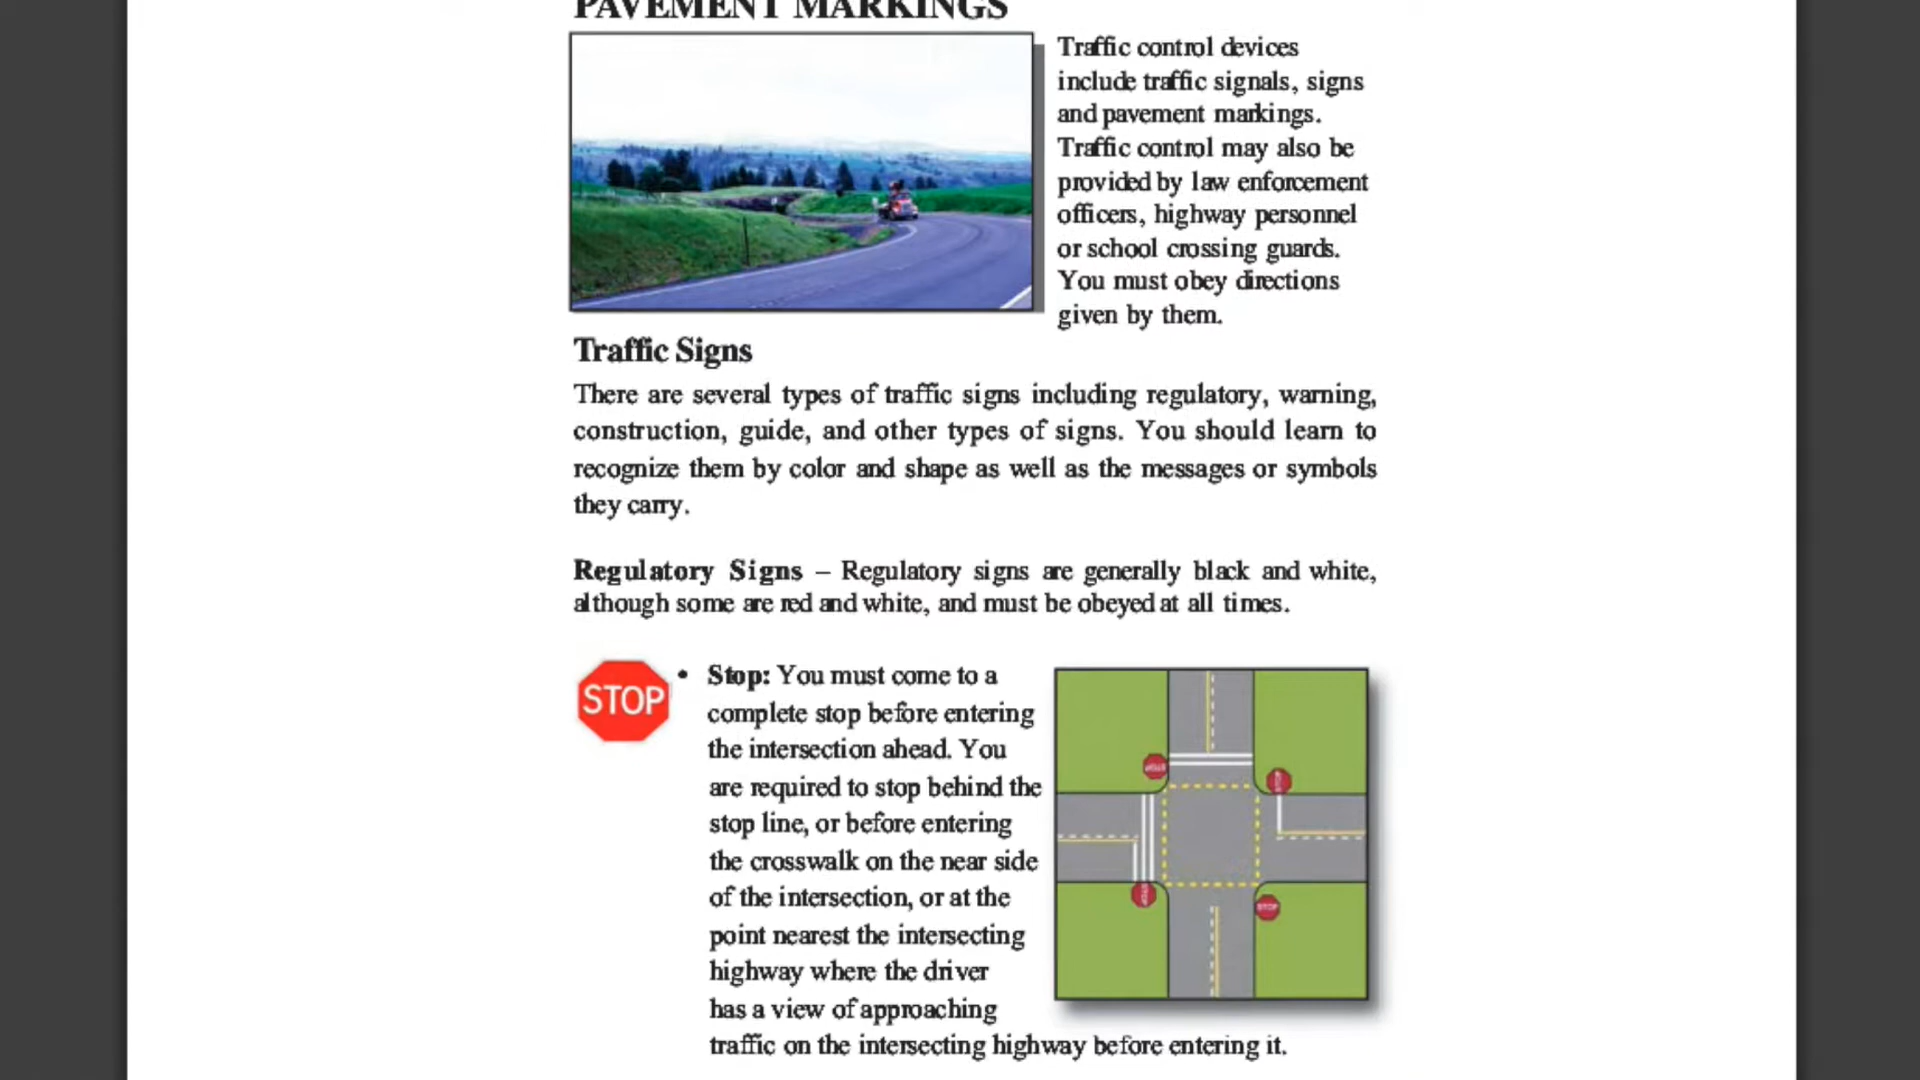 PAVEMENT MARKINGS
Traffic control devices
include traffic signals, signs
and pavement markings.
Traffic control may also be
provided by law enforcement
officers, highway personnel
or school crossing guards.
You must obey directions
given by them.
Traffic Signs
There are several types of traffic signs including regulatory, warning,
construction, guide, and other types of signs. You should learn to
recognize them by color and shape as well as the messages or symbols
they carry.
Regulatory Signs – Regulatory signs are generally black and white,
although some are red and white, and must be obeyed at all times.
STOP
• Stop: You must come to a
complete stop before entering
the intersection ahead. You
are required to stop behind the
stop line, or before entering
the crosswalk on the near side
of the intersection, or at the
point nearest the intersecting
highway where the driver
has a view of approaching
traffic on the intersecting highway before entering it.
STOP
STOP
STOP
STOP